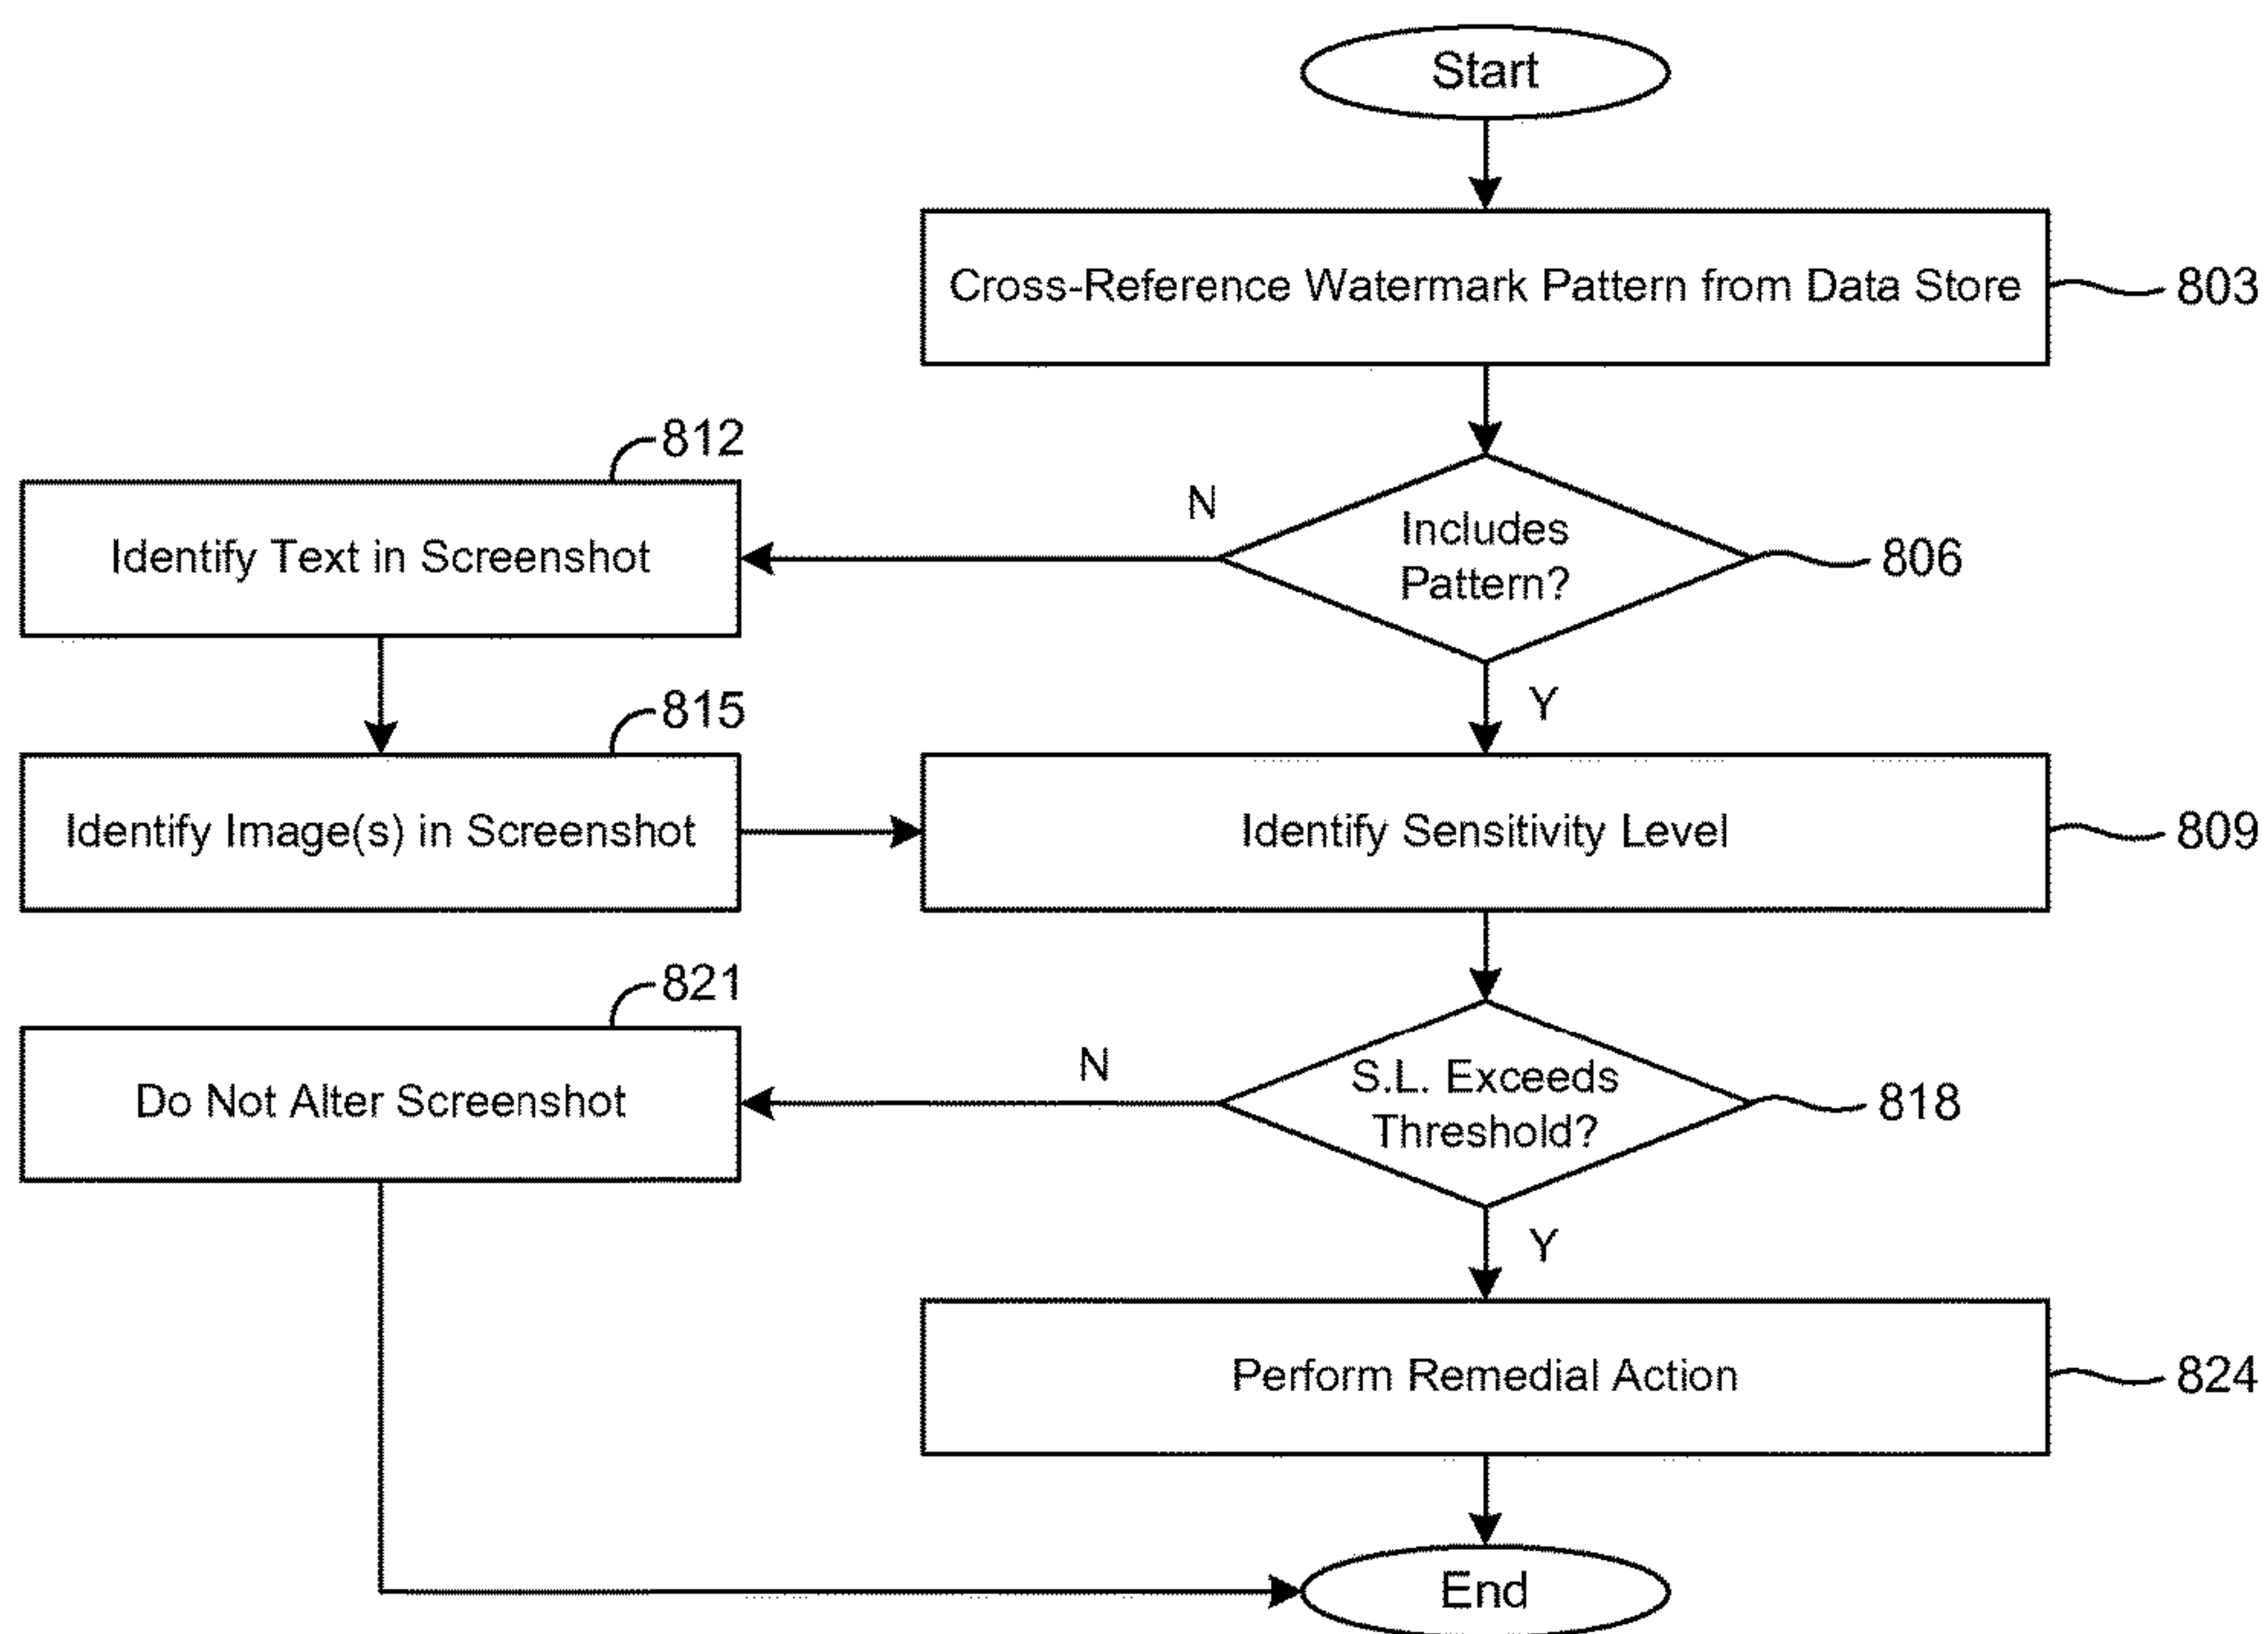 Start
Cross-Reference Watermark Pattern from Data Store
803
812
N
Includes
Pattern?
806
Identify Text in Screenshot
Y
815
Identify Image(s) in Screenshot
Identify Sensitivity Level
809
821
N
S.L. Exceeds
Threshold?
818
Do Not Alter Screenshot
Y
Perform Remedial Action
824
End